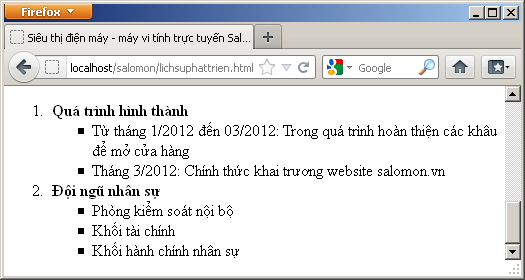 Firefox
Siêu thị điện máy - máy vi tính trực tuyến Sal...
localhost/salomon/lichsuphattrien.html
Google
1. Quá trình hình thành
Từ tháng 1/2012 đến 03/2012: Trong quá trình hoàn thiện các khâu
để mở cửa hàng
Tháng 3/2012: Chính thức khai trương website salomon.vn
2. Đội ngũ nhân sự
Phòng kiểm soát nội bộ
Khối tài chính
Khối hành chính nhân sự